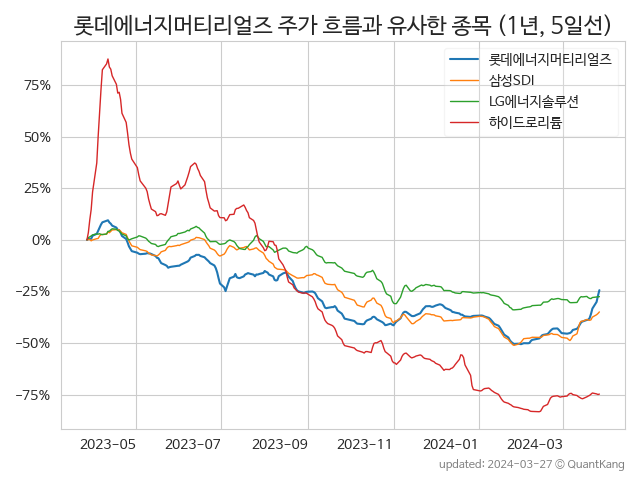 롯데에너지머티리얼즈 주가 흐름과 유사한 종목 (1년, 5일선)
롯데에너지머티리얼즈
삼성SDI
LG에너지솔루션
하이드로리튬
75%
50%
25%
0%
−25%
−50%
−75%
2023-05 2023-07 2023-09 2023-11 2024-01 2024-03
updated: 2024-03-27 © QuantKang